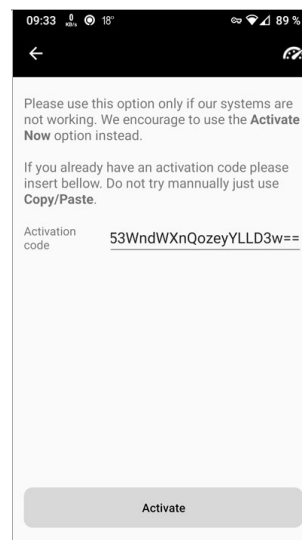 09:33 0 KB/s 18° 89 %
Please use this option only if our systems are
not working. We encourage to use the Activate
Now option instead.
If you already have an activation code please
insert bellow. Do not try mannually just use
Copy/Paste.
Activation
code
53WndWXnQozeyYLLD3w==
Activate